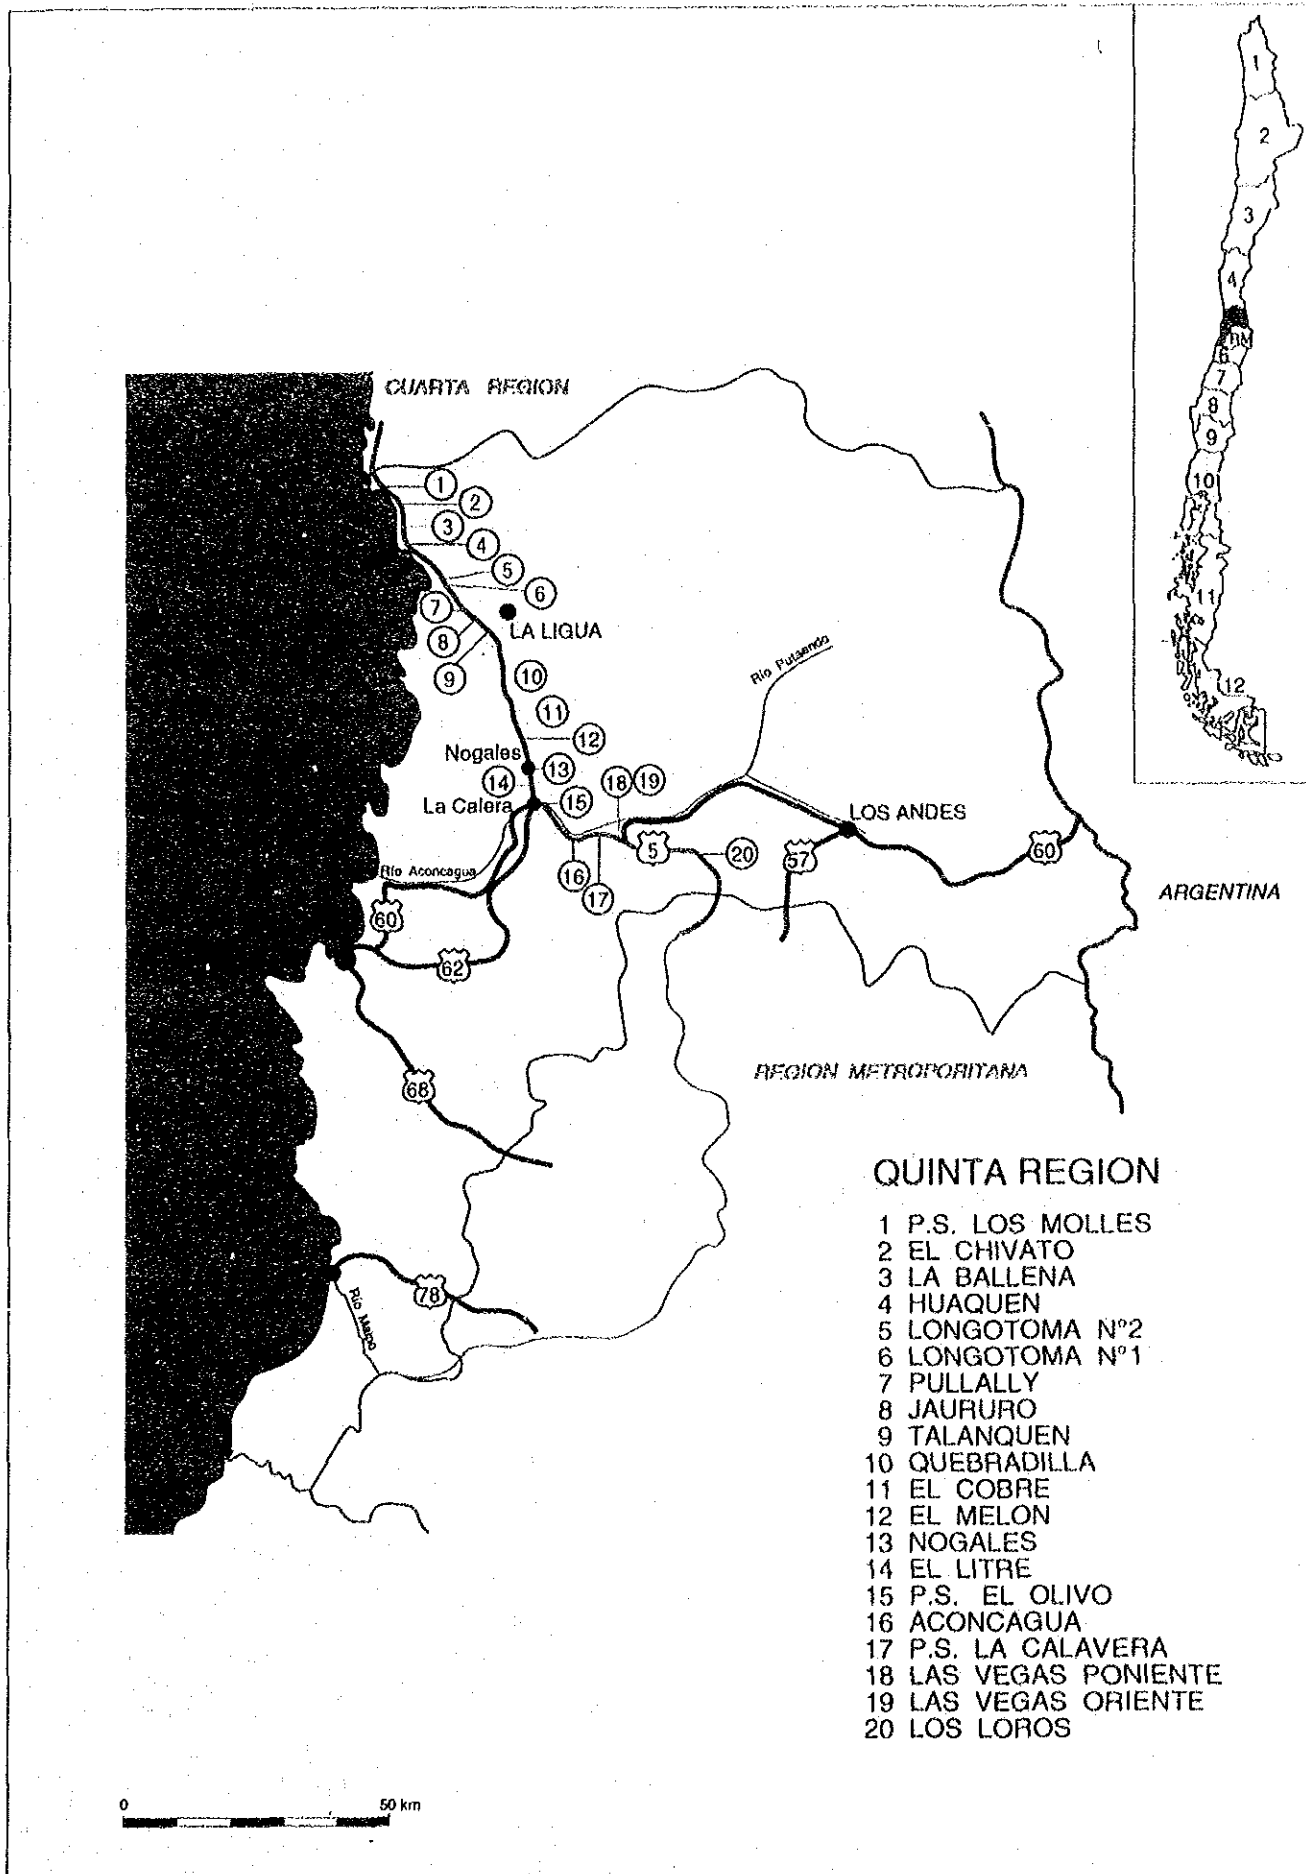 1
2
3
4
RM
6
7
8
9
10
11
12
CUARTA REGION
1
2
3
4
5
6
7
LA LIGUA
8
9
10
11
12
Río Putaendo
Nogales
13
14
18
19
La Calera
15
LOS ANDES
5
20
57
60
16
17
Río Aconcagua
60
ARGENTINA
62
REGION METROPORITANA
68
78
Río Maipo
QUINTA REGION
1 P.S. LOS MOLLES
2 EL CHIVATO
3 LA BALLENA
4 HUAQUEN
5 LONGOTOMA Nº2
6 LONGOTOMA Nº1
7 PULLALLY
8 JAURURO
9 TALANQUEN
10 QUEBRADILLA
11 EL COBRE
12 EL MELON
13 NOGALES
14 EL LITRE
15 P.S. EL OLIVO
16 ACONCAGUA
17 P.S. LA CALAVERA
18 LAS VEGAS PONIENTE
19 LAS VEGAS ORIENTE
20 LOS LOROS
0 50 km